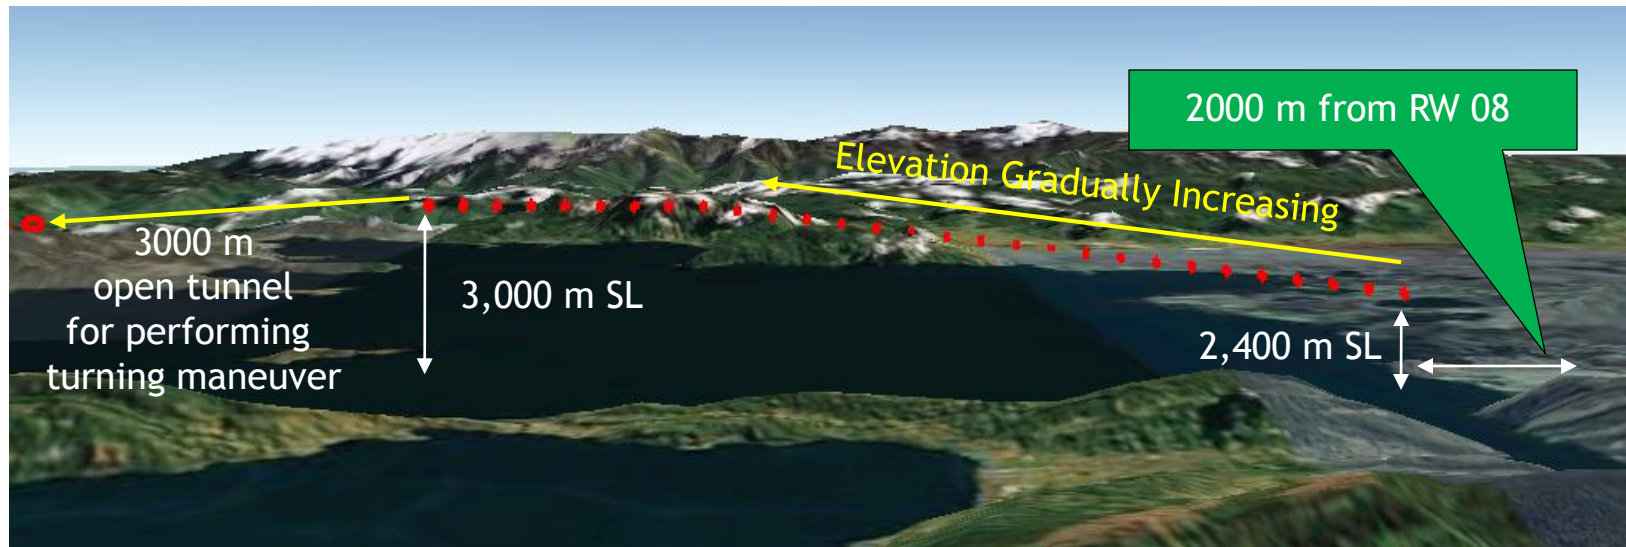 2000 m from RW 08
Elevation Gradually Increasing
3000 m
open tunnel
for performing
turning maneuver
3,000 m SL
2,400 m SL